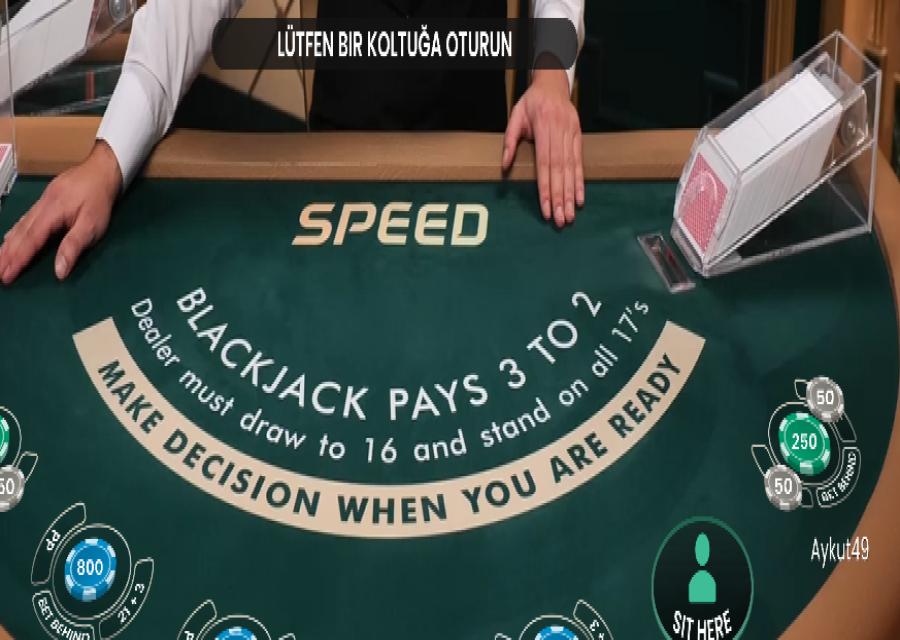 LÜTFEN BIR KOLTUĞA OTURUN
SPEED
BLACKJACK PAYS 3 TO 2
Dealer must draw to 16 and stand on all 17's
MAKE DECISION WHEN YOU ARE READY
50
250
50
BET BEHIND
Aykut49
50
PP
800
21+3
BET BEHIND
SIT HERE